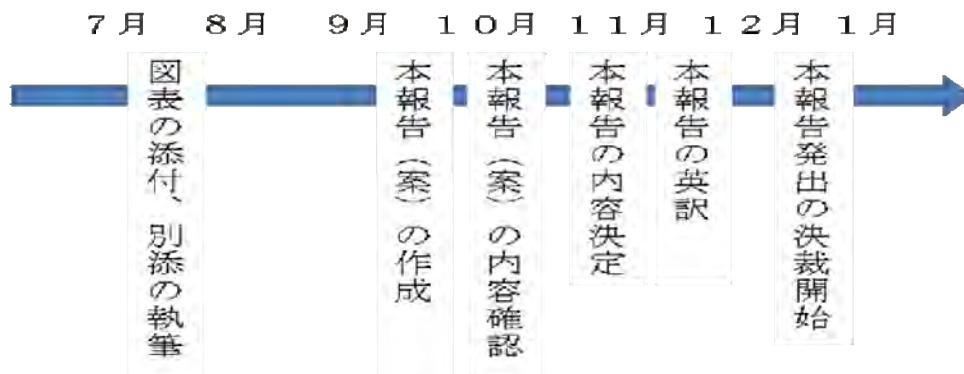 7月 8月 9月 10月 11月 12月 1月
図表の添付、別添の執筆
本報告（案）の作成
本報告（案）の内容確認
本報告の内容決定
本報告の英訳
本報告発出の決裁開始